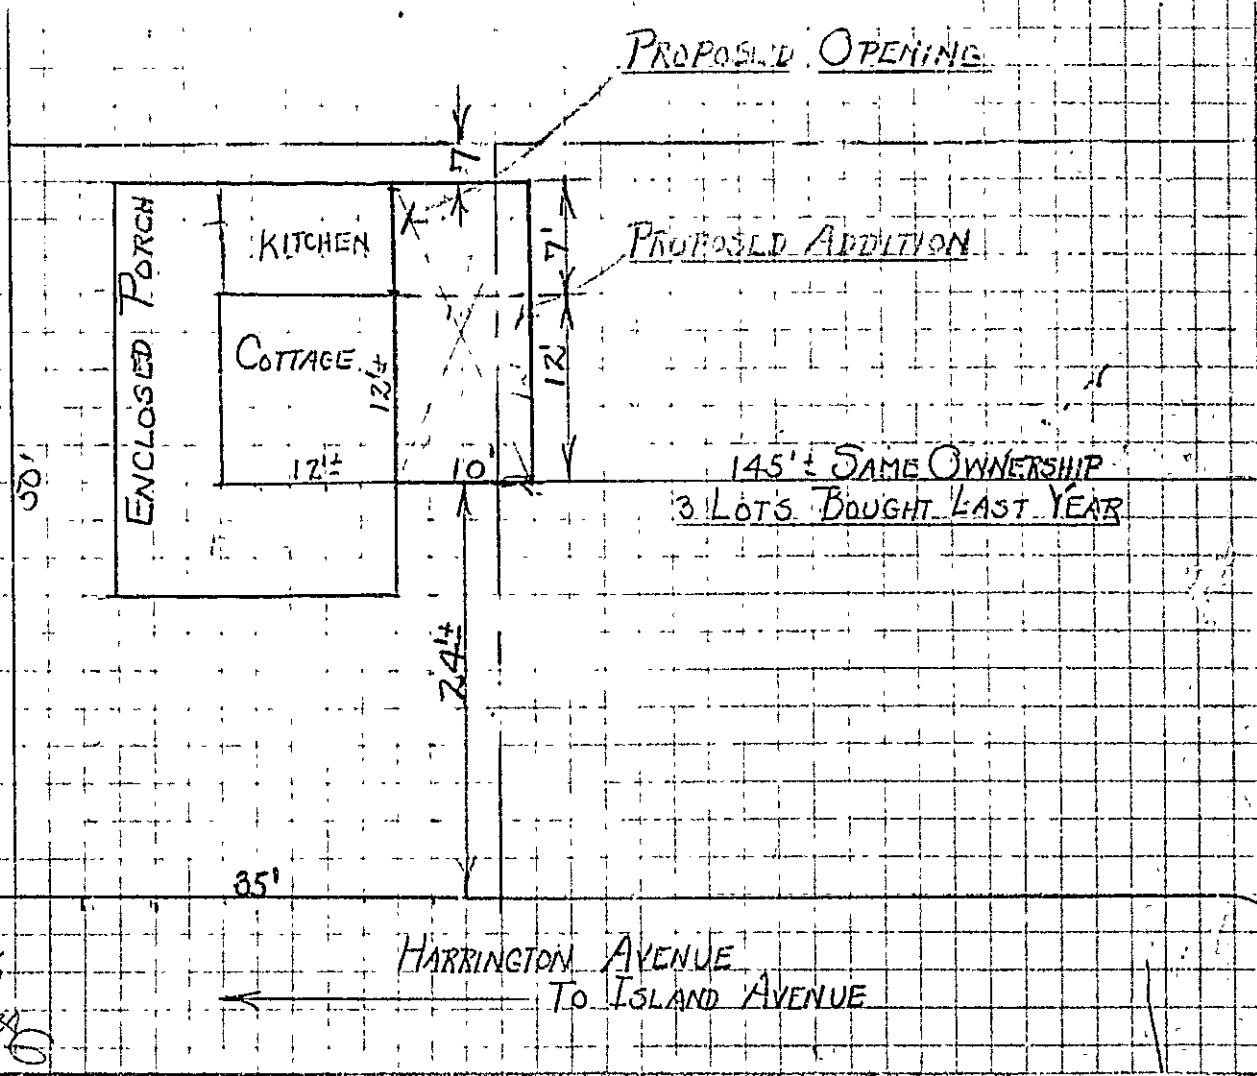 PROPOSED OPENING
7'
KITCHEN
7'
PROPOSED ADDITION
ENCLOSED PORCH
COTTAGE
12'±
12'
12'±
10'
145'± SAME OWNERSHIP
3 LOTS BOUGHT LAST YEAR
50'
24'±
35'
HARRINGTON AVENUE
TO ISLAND AVENUE